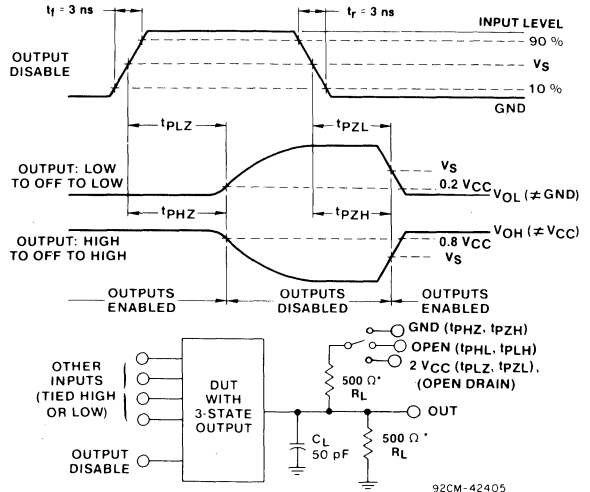 tf = 3 ns
tr = 3 ns
INPUT LEVEL
90 %
OUTPUT
DISABLE
VS
10 %
GND
tPLZ
tPZL
OUTPUT: LOW
TO OFF TO LOW
VS
0.2 VCC
VOL (≠ GND)
tPHZ
tPZH
OUTPUT: HIGH
TO OFF TO HIGH
VOH (≠ VCC)
0.8 VCC
VS
OUTPUTS
ENABLED
OUTPUTS
DISABLED
OUTPUTS
ENABLED
GND (tPHZ, tPZH)
OPEN (tPHL, tPLH)
2 VCC (tPLZ, tPZL),
(OPEN DRAIN)
OTHER
INPUTS
(TIED HIGH
OR LOW)
DUT
WITH
3-STATE
OUTPUT
500 Ω*
RL
OUT
CL
50 pF
500 Ω*
RL
OUTPUT
DISABLE
92CM-42405